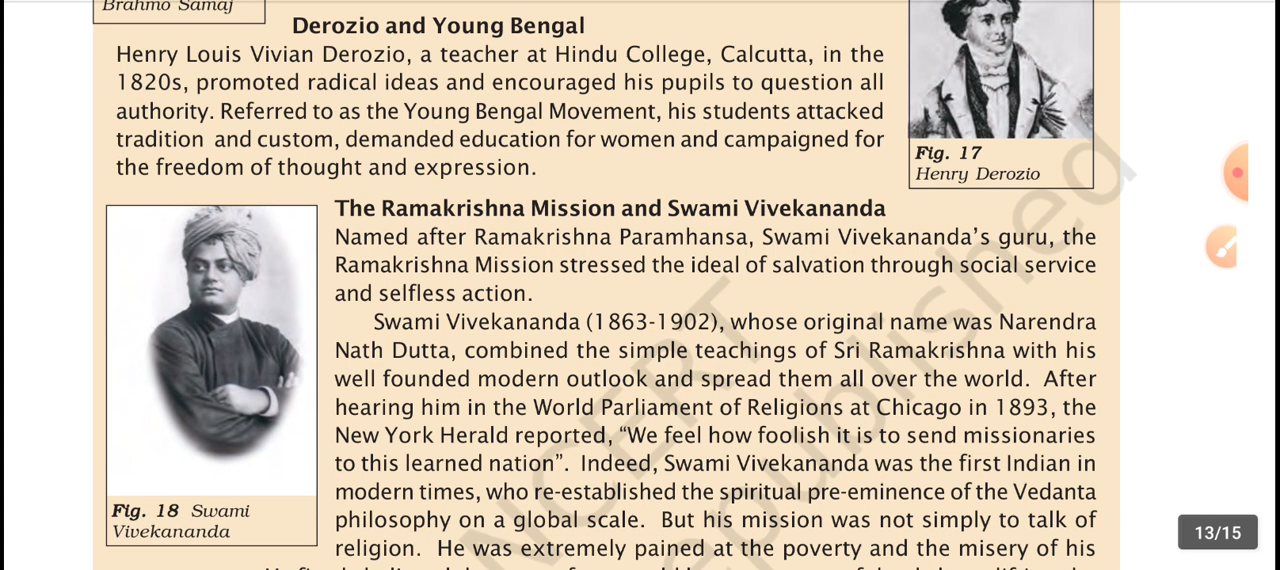 Brahmo Samaj
Derozio and Young Bengal
Henry Louis Vivian Derozio, a teacher at Hindu College, Calcutta, in the
1820s, promoted radical ideas and encouraged his pupils to question all
authority. Referred to as the Young Bengal Movement, his students attacked
tradition and custom, demanded education for women and campaigned for
the freedom of thought and expression.
Fig. 17
Henry Derozio
The Ramakrishna Mission and Swami Vivekananda
Named after Ramakrishna Paramhansa, Swami Vivekananda’s guru, the
Ramakrishna Mission stressed the ideal of salvation through social service
and selfless action.
Swami Vivekananda (1863-1902), whose original name was Narendra
Nath Dutta, combined the simple teachings of Sri Ramakrishna with his
well founded modern outlook and spread them all over the world. After
hearing him in the World Parliament of Religions at Chicago in 1893, the
New York Herald reported, “We feel how foolish it is to send missionaries
to this learned nation”. Indeed, Swami Vivekananda was the first Indian in
modern times, who re-established the spiritual pre-eminence of the Vedanta
philosophy on a global scale. But his mission was not simply to talk of
religion. He was extremely pained at the poverty and the misery of his
Fig. 18 Swami
Vivekananda
NCERT
republished
13/15